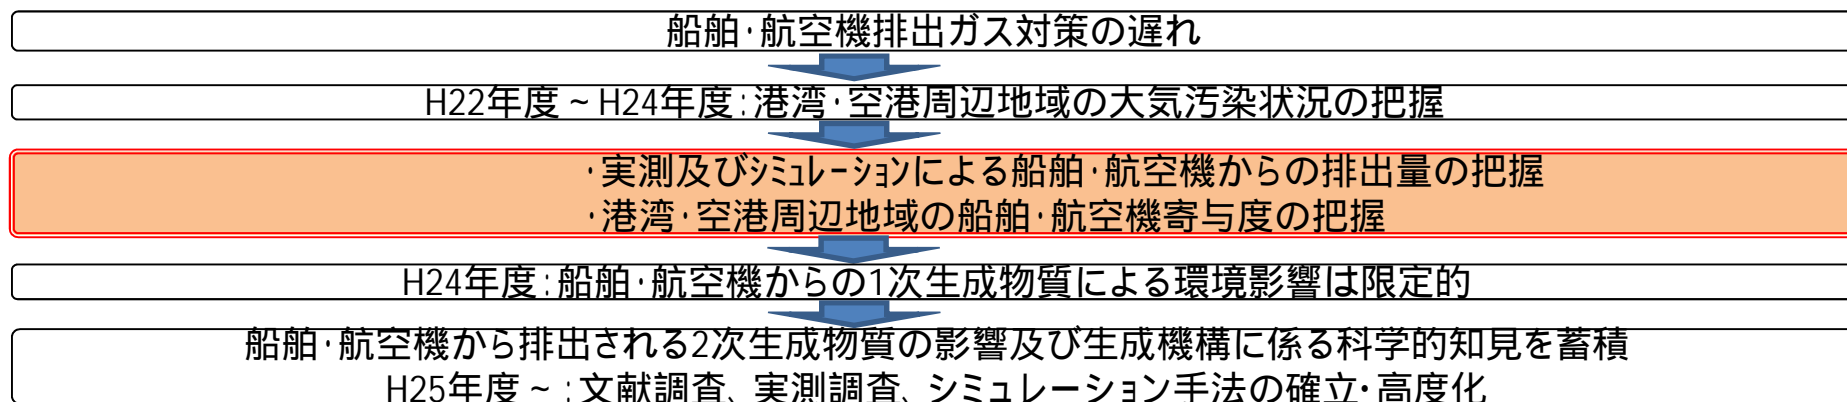 船舶・航空機排出ガス対策の遅れ
H22年度~H24年度:港湾・空港周辺地域の大気汚染状況の把握
・実測及びｼﾐｭﾚｰｼｮﾝによる船舶・航空機からの排出量の把握
・港湾・空港周辺地域の船舶・航空機寄与度の把握
H24年度:船舶・航空機からの1次生成物質による環境影響は限定的
船舶・航空機から排出される2次生成物質の影響及び生成機構に係る科学的知見を蓄積
H25年度~:文献調査、実測調査、シミュレーション手法の確立・高度化